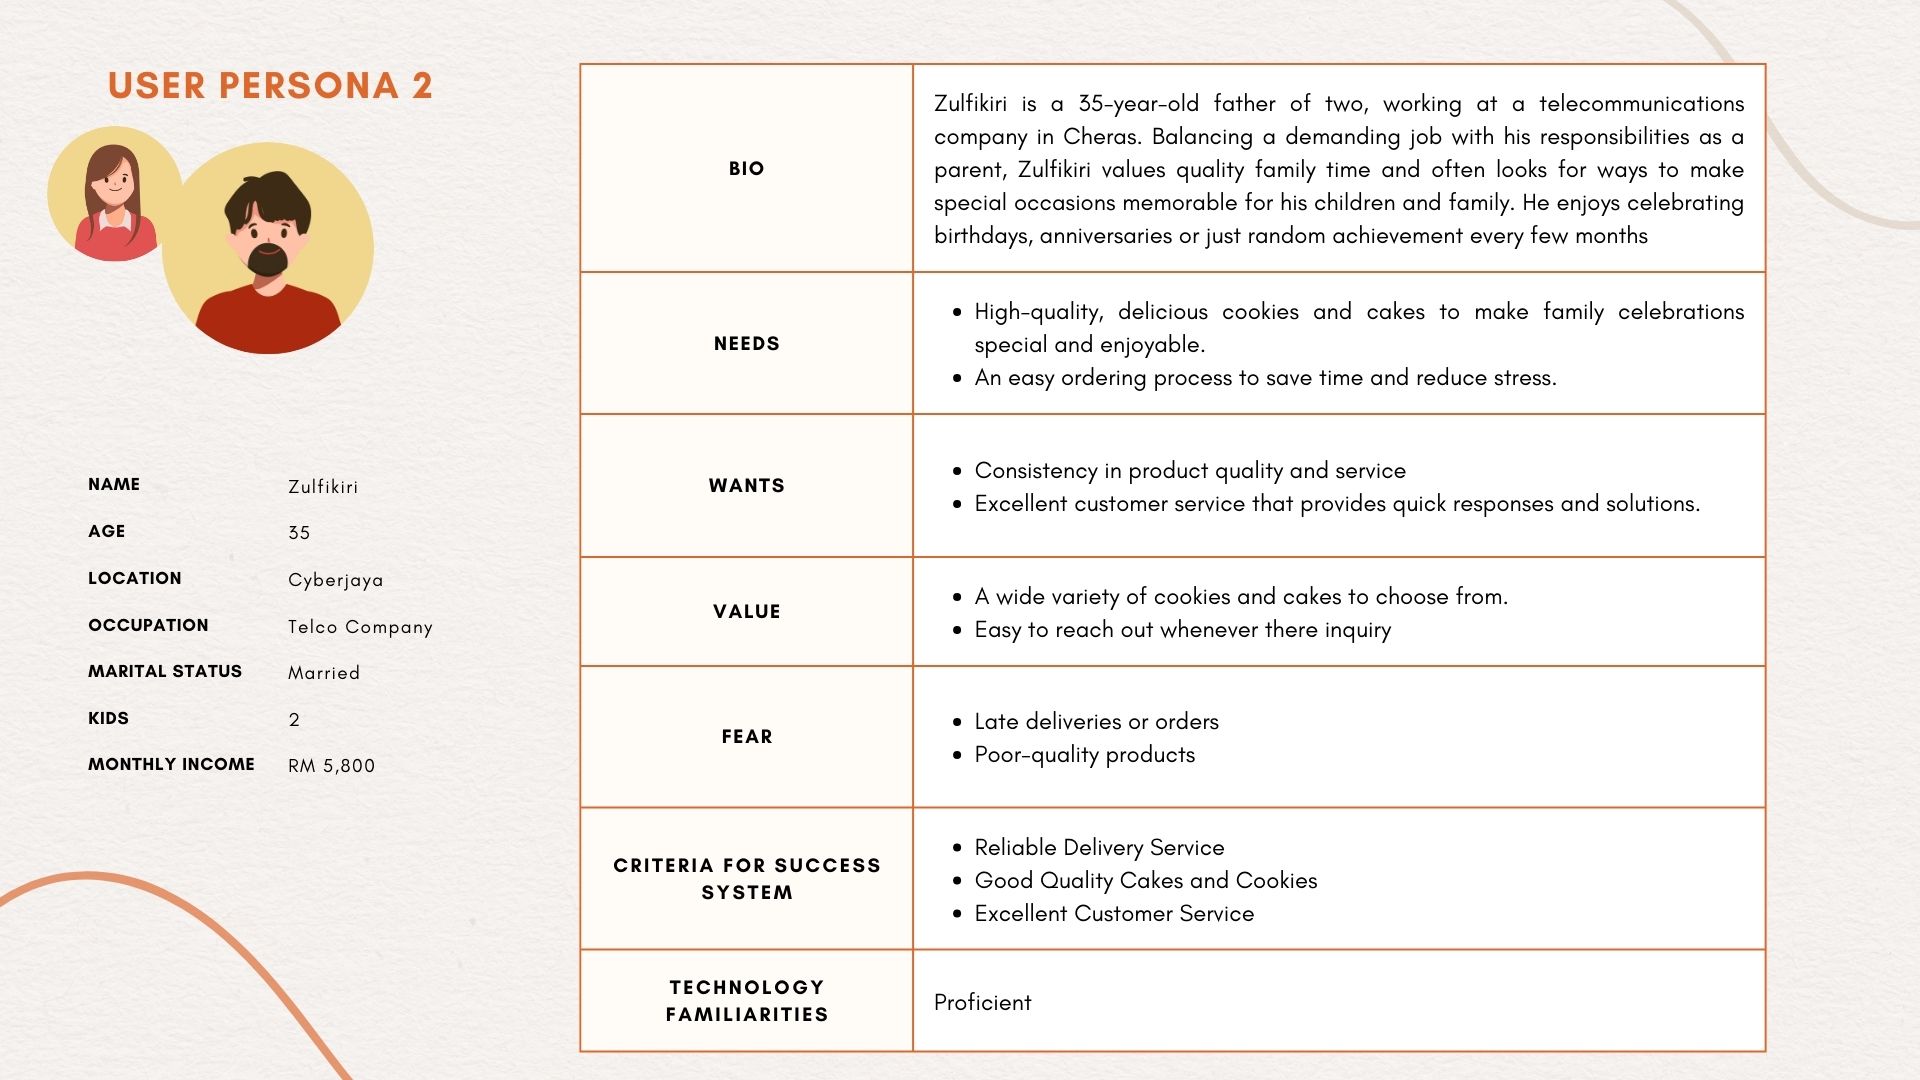 USER PERSONA 2
NAME Zulfikiri
AGE 35
LOCATION Cyberjaya
OCCUPATION Telco Company
MARITAL STATUS Married
KIDS 2
MONTHLY INCOME RM 5,800
BIO
Zulfikiri is a 35-year-old father of two, working at a telecommunications
company in Cheras. Balancing a demanding job with his responsibilities as a
parent, Zulfikiri values quality family time and often looks for ways to make
special occasions memorable for his children and family. He enjoys celebrating
birthdays, anniversaries or just random achievement every few months
NEEDS
• High-quality, delicious cookies and cakes to make family celebrations
special and enjoyable.
• An easy ordering process to save time and reduce stress.
WANTS
• Consistency in product quality and service
• Excellent customer service that provides quick responses and solutions.
VALUE
• A wide variety of cookies and cakes to choose from.
• Easy to reach out whenever there inquiry
FEAR
• Late deliveries or orders
• Poor-quality products
CRITERIA FOR SUCCESS
SYSTEM
• Reliable Delivery Service
• Good Quality Cakes and Cookies
• Excellent Customer Service
TECHNOLOGY
FAMILIARITIES
Proficient